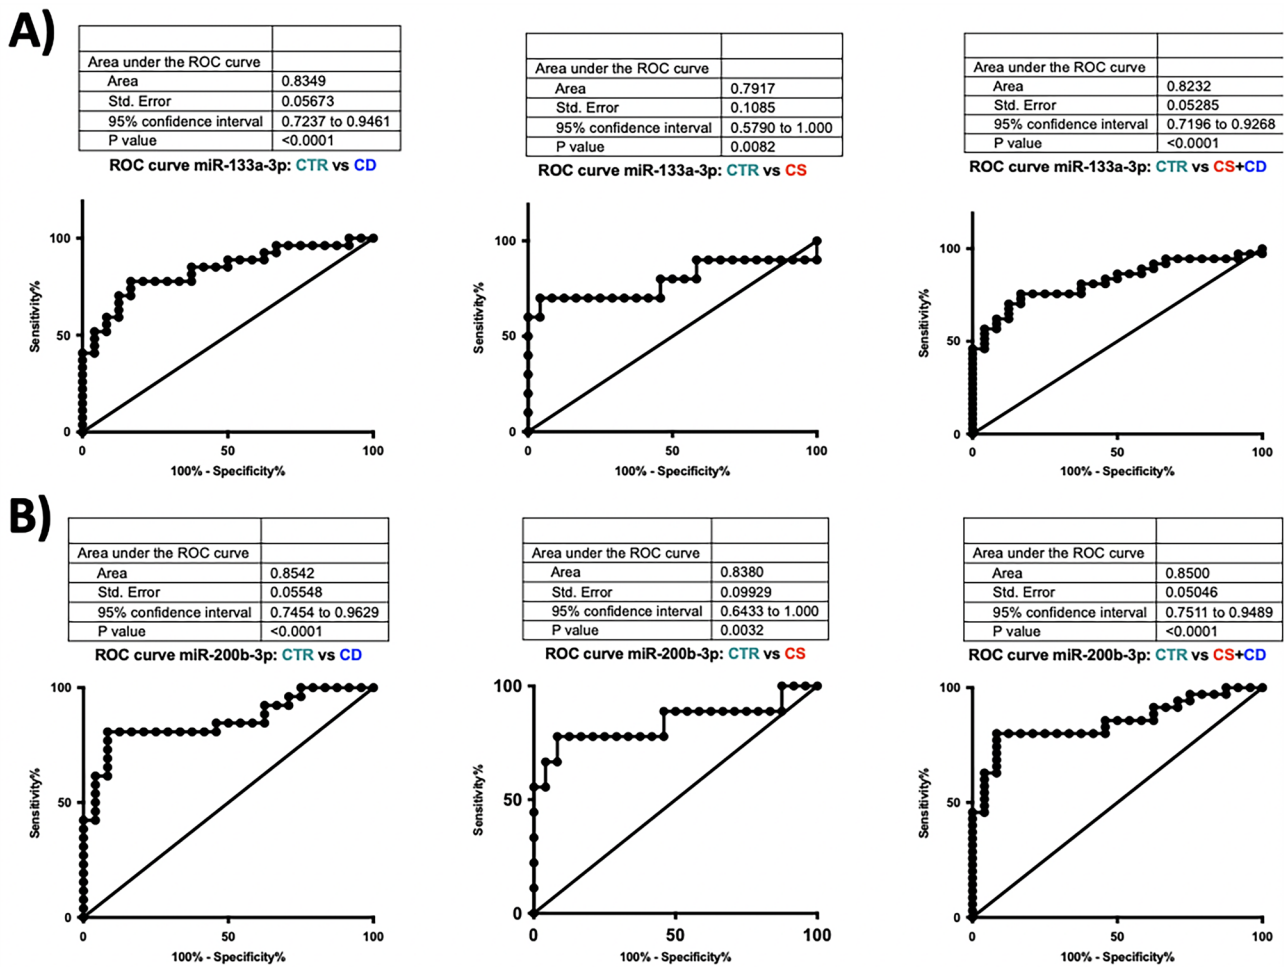 A)
Area under the ROC curve
Area 0.8349
Std. Error 0.05673
95% confidence interval 0.7237 to 0.9461
P value <0.0001
ROC curve miR-133a-3p: CTR vs CD
100
50
0
Sensitivity%
0 50 100
100% - Specificity%
Area under the ROC curve
Area 0.7917
Std. Error 0.1085
95% confidence interval 0.5790 to 1.000
P value 0.0082
ROC curve miR-133a-3p: CTR vs CS
100
50
0
Sensitivity%
0 50 100
100% - Specificity%
Area under the ROC curve
Area 0.8232
Std. Error 0.05285
95% confidence interval 0.7196 to 0.9268
P value <0.0001
ROC curve miR-133a-3p: CTR vs CS+CD
100
50
0
Sensitivity%
0 50 100
100% - Specificity%
B)
Area under the ROC curve
Area 0.8542
Std. Error 0.05548
95% confidence interval 0.7454 to 0.9629
P value <0.0001
ROC curve miR-200b-3p: CTR vs CD
100
50
0
Sensitivity%
0 50 100
100% - Specificity%
Area under the ROC curve
Area 0.8380
Std. Error 0.09929
95% confidence interval 0.6433 to 1.000
P value 0.0032
ROC curve miR-200b-3p: CTR vs CS
100
50
0
Sensitivity%
0 50 100
100% - Specificity%
Area under the ROC curve
Area 0.8500
Std. Error 0.05046
95% confidence interval 0.7511 to 0.9489
P value <0.0001
ROC curve miR-200b-3p: CTR vs CS+CD
100
50
0
Sensitivity%
0 50 100
100% - Specificity%